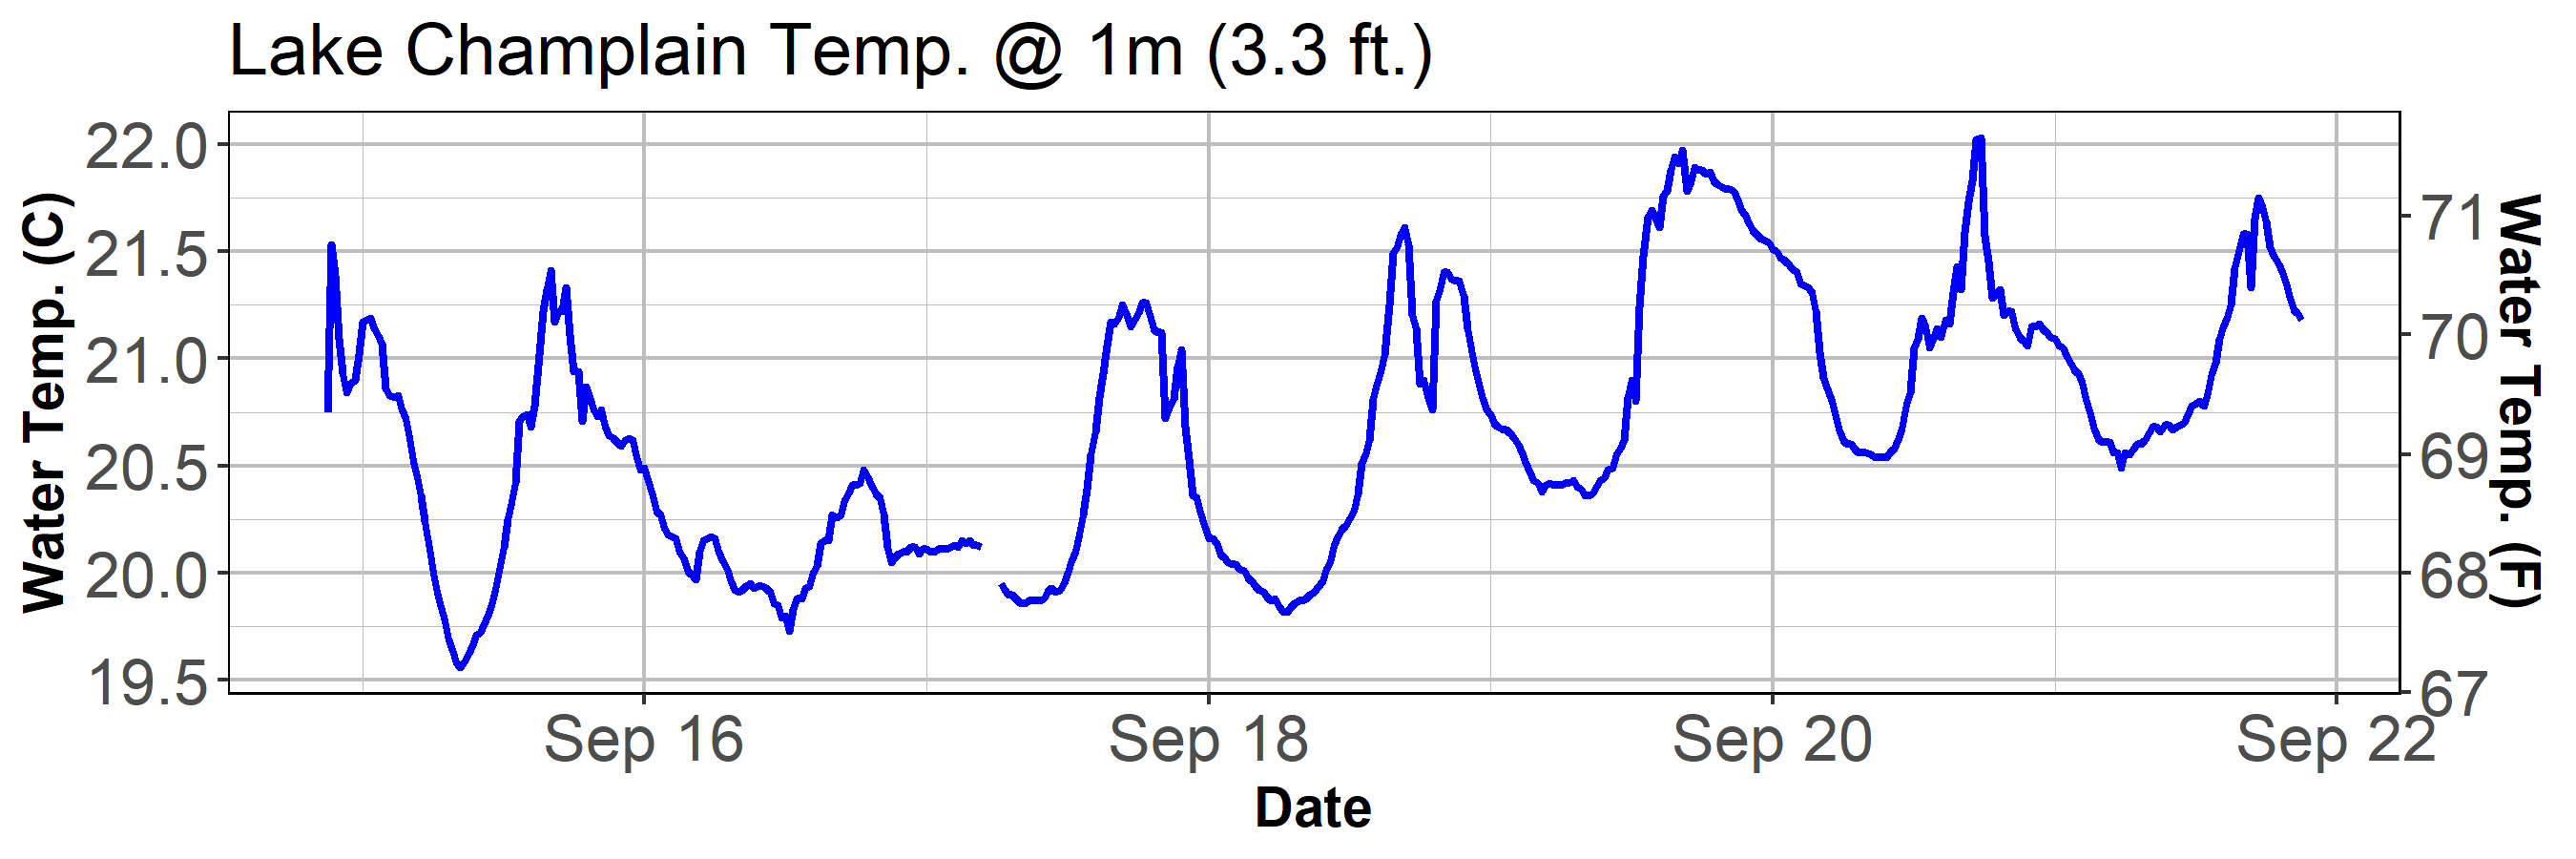 Lake Champlain Temp. @ 1m (3.3 ft.)
Water Temp. (C)
22.0
21.5
21.0
20.5
20.0
19.5
71
70
69
68
67
Water Temp. (F)
Sep 16 Sep 18 Sep 20 Sep 22
Date